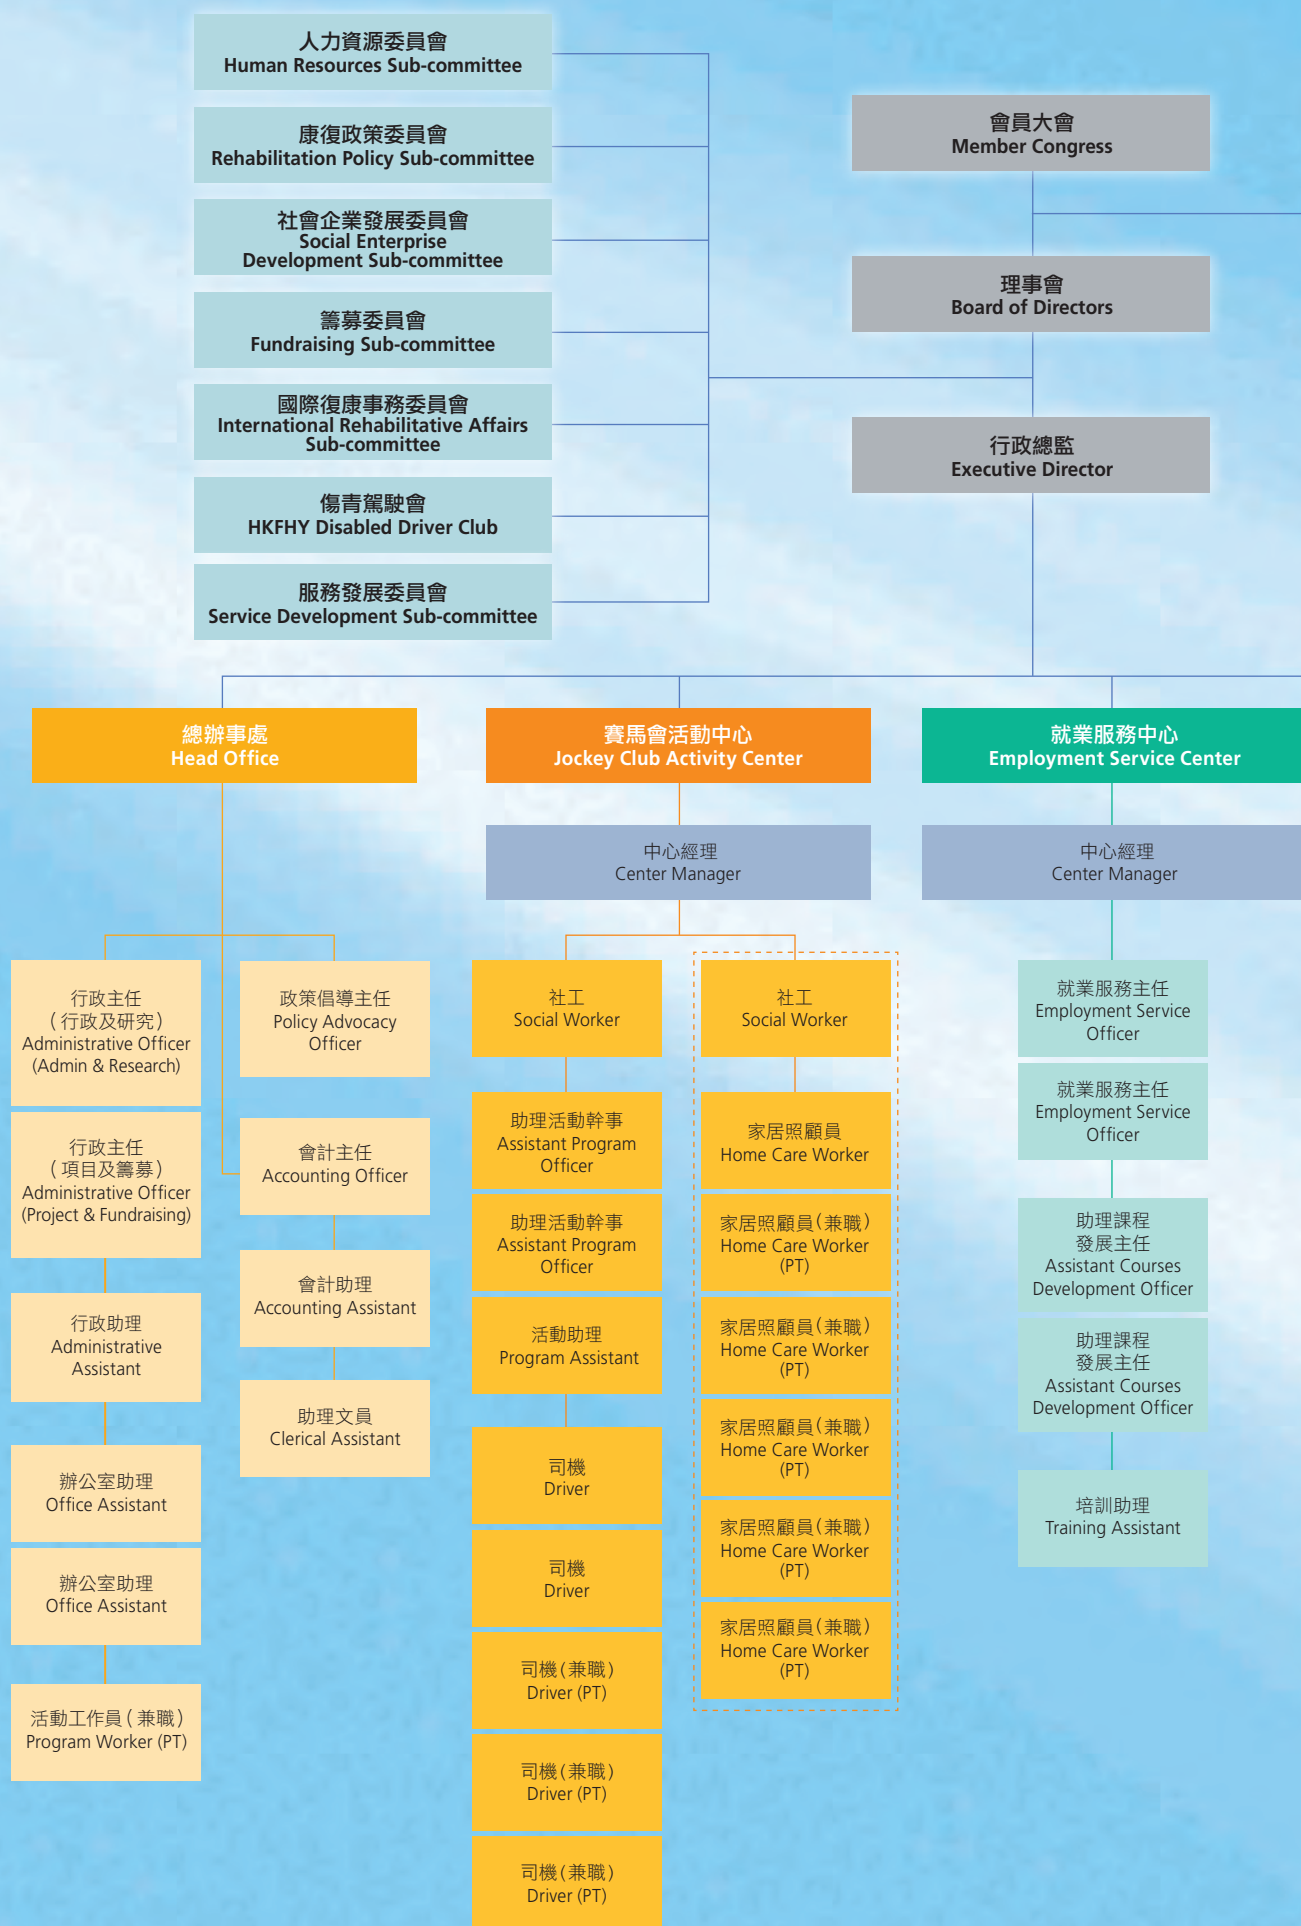 人力資源委員會
Human Resources Sub-committee
康復政策委員會
Rehabilitation Policy Sub-committee
社會企業發展委員會
Social Enterprise
Development Sub-committee
籌募委員會
Fundraising Sub-committee
國際復康事務委員會
International Rehabilitative Affairs
Sub-committee
傷青駕駛會
HKFHY Disabled Driver Club
服務發展委員會
Service Development Sub-committee
會員大會
Member Congress
理事會
Board of Directors
行政總監
Executive Director
總辦事處
Head Office
行政主任
(行政及研究)
Administrative Officer
(Admin & Research)
行政主任
(項目及籌募)
Administrative Officer
(Project & Fundraising)
行政助理
Administrative
Assistant
辦公室助理
Office Assistant
辦公室助理
Office Assistant
活動工作員(兼職)
Program Worker (PT)
政策倡導主任
Policy Advocacy
Officer
會計主任
Accounting Officer
會計助理
Accounting Assistant
助理文員
Clerical Assistant
賽馬會活動中心
Jockey Club Activity Center
中心經理
Center Manager
社工
Social Worker
助理活動幹事
Assistant Program
Officer
助理活動幹事
Assistant Program
Officer
活動助理
Program Assistant
司機
Driver
司機
Driver
司機(兼職)
Driver (PT)
司機(兼職)
Driver (PT)
司機(兼職)
Driver (PT)
社工
Social Worker
家居照顧員
Home Care Worker
家居照顧員(兼職)
Home Care Worker
(PT)
家居照顧員(兼職)
Home Care Worker
(PT)
家居照顧員(兼職)
Home Care Worker
(PT)
家居照顧員(兼職)
Home Care Worker
(PT)
家居照顧員(兼職)
Home Care Worker
(PT)
就業服務中心
Employment Service Center
中心經理
Center Manager
就業服務主任
Employment Service
Officer
就業服務主任
Employment Service
Officer
助理課程
發展主任
Assistant Courses
Development Officer
助理課程
發展主任
Assistant Courses
Development Officer
培訓助理
Training Assistant